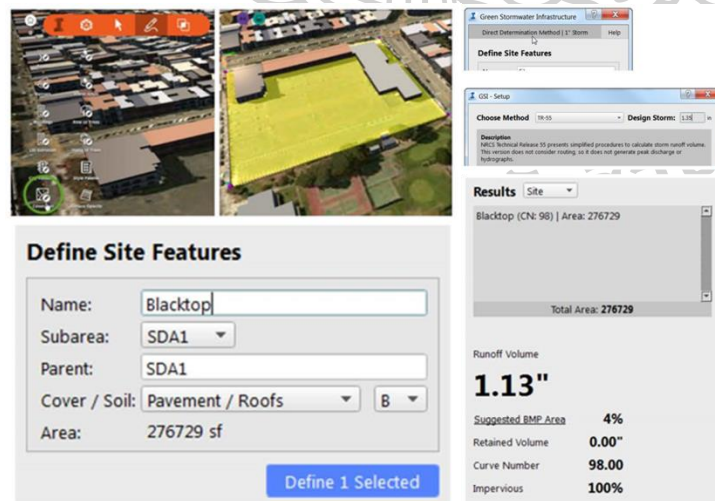 Green Stormwater Infrastructure
Direct Determination Method | 1" Storm Help
Define Site Features
GSI - Setup
Choose Method TR-55 Design Storm: 1.35 in
Description
NRCS Technical Release 55 presents simplified procedures to calculate storm runoff volume.
This version does not consider routing, so it does not generate peak discharge or
hydrographs.
Define Site Features
Name: Blacktop
Subarea: SDA1
Parent: SDA1
Cover / Soil: Pavement / Roofs B
Area: 276729 sf
Define 1 Selected
Results Site
Blacktop (CN: 98) | Area: 276729
Total Area: 276729
Runoff Volume
1.13"
Suggested BMP Area 4%
Retained Volume 0.00"
Curve Number 98.00
Impervious 100%